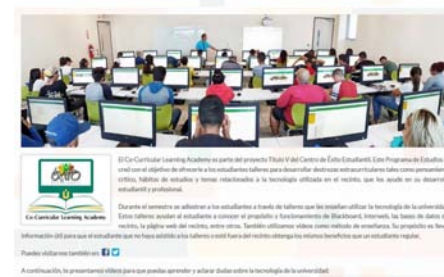 Co-Curricular Learning Academy
El Co-Curricular Learning Academy es parte del proyecto Título V del Centro de Éxito Estudiantil. Este Programa de Estudios
creó con el objetivo de ofrecerle a los estudiantes talleres para desarrollar destrezas extracurriculares tales como pensamiento
crítico, hábitos de estudios y temas relacionados a la tecnología utilizada en el recinto, que les ayude en su desarrollo
estudiantil y profesional.
Durante el semestre se adiestran a los estudiantes a través de talleres que les enseñan utilizar la tecnología de la universidad
Estos talleres ayudan al estudiante a conocer el propósito y funcionamiento de Blackboard, Internets, las bases de datos
recinto, la página web del recinto, entre otros. También utilizamos vídeos como método de enseñanza. Su propósito es llevar
información útil para que el estudiante que no haya asistido a los talleres o esté fuera del recinto obtenga los mismos beneficios que un estudiante regular.
Puedes visitarnos también en:
A continuación, te presentamos vídeos para que puedas aprender y aclarar dudas sobre la tecnología de la universidad: